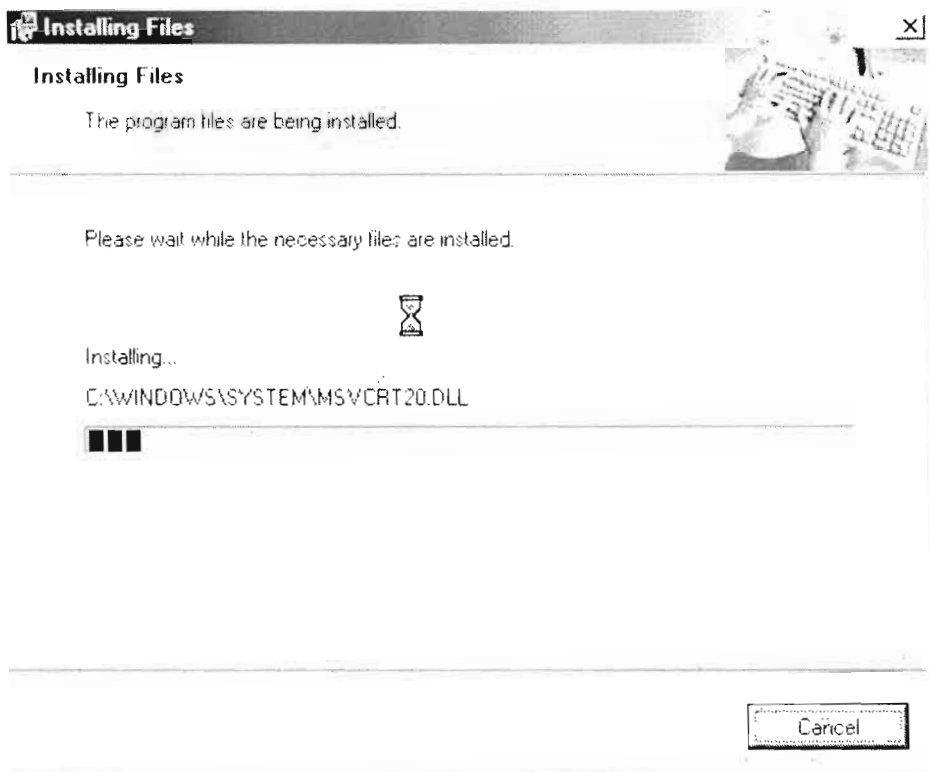 Installing Files
Installing Files
The program files are being installed.
Please wait while the necessary files are installed.
Installing...
C:\WINDOWS\SYSTEM\MSVCRT20.DLL
Cancel